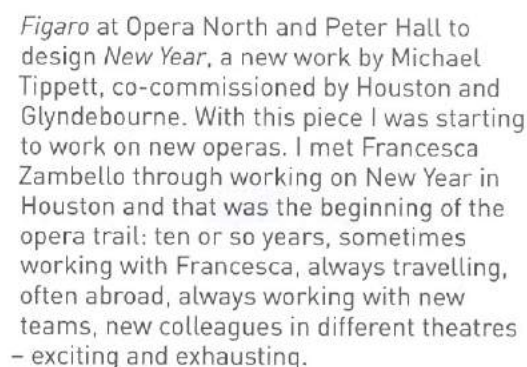 Figaro at Opera North and Peter Hall to
design New Year, a new work by Michael
Tippett, co-commissioned by Houston and
Glyndebourne. With this piece I was starting
to work on new operas. I met Francesca
Zambello through working on New Year in
Houston and that was the beginning of the
opera trail: ten or so years, sometimes
working with Francesca, always travelling,
often abroad, always working with new
teams, new colleagues in different theatres
– exciting and exhausting.